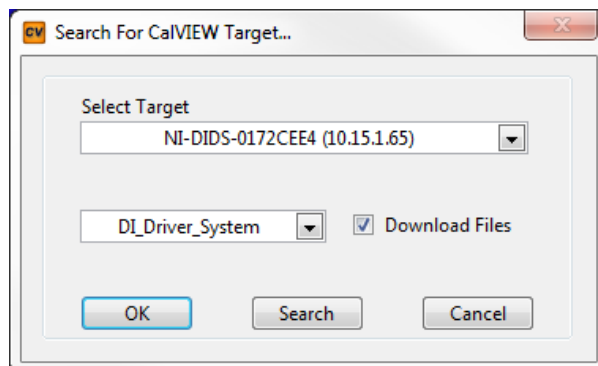 CV Search For CalVIEW Target...
Select Target
NI-DIDS-0172CEE4 (10.15.1.65)
DI_Driver_System Download Files
OK Search Cancel